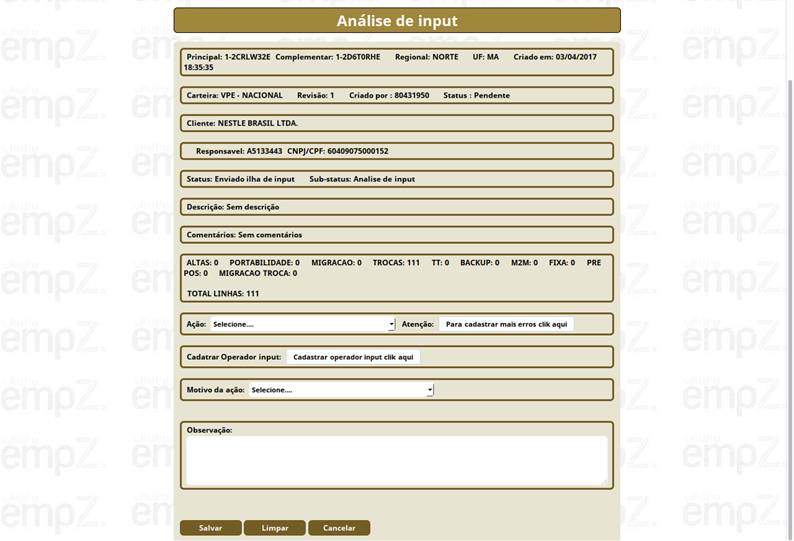 Análise de input
Principal: 1-2CRLW32E Complementar: 1-2D6T0RHE Regional: NORTE UF: MA Criado em: 03/04/2017
18:35:35
Carteira: VPE - NACIONAL Revisão: 1 Criado por : 80431950 Status : Pendente
Cliente: NESTLE BRASIL LTDA.
Responsavel: A5133443 CNPJ/CPF: 60409075000152
Status: Enviado ilha de input Sub-status: Analise de input
Descrição: Sem descrição
Comentários: Sem comentários
ALTAS: 0 PORTABILIDADE: 0 MIGRACAO: 0 TROCAS: 111 TT: 0 BACKUP: 0 M2M: 0 FIXA: 0 PRE
POS: 0 MIGRACAO TROCA: 0
TOTAL LINHAS: 111
Ação: Selecione.... Atenção: Para cadastrar mais erros clik aqui
Cadatrar Operador input: Cadastrar operador input clik aqui
Motivo da ação: Selecione....
Observação:
Salvar Limpar Cancelar
empZ.